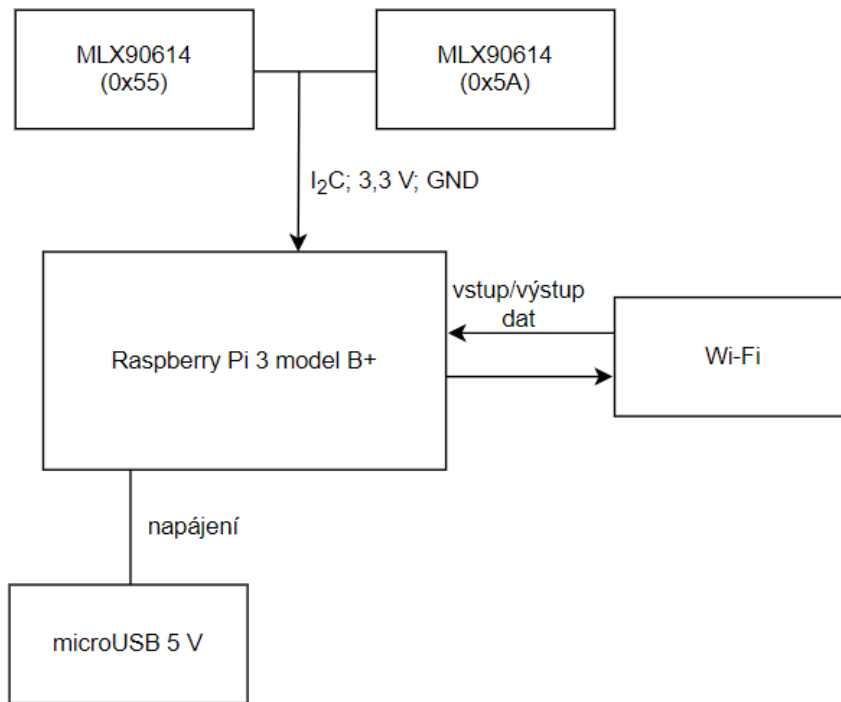 MLX90614
(0x55)
MLX90614
(0x5A)
I₂C; 3,3 V; GND
Raspberry Pi 3 model B+
vstup/výstup
dat
Wi-Fi
napájení
microUSB 5 V